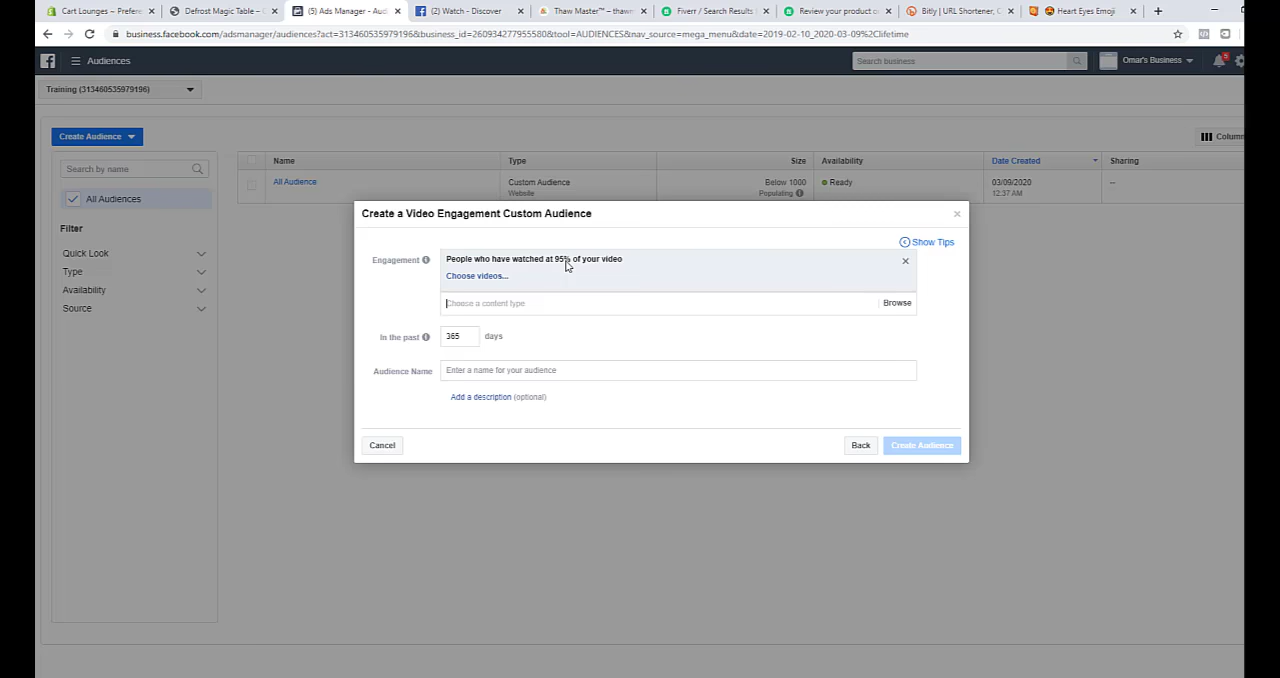 Cart Lounges – Prefere
Defrost Magic Table –
(5) Ads Manager - Aud
(2) Watch - Discover
Thaw Master™ – thawm
Fiverr / Search Results
Review your product o
Bitly | URL Shortener, C
Heart Eyes Emoji
business.facebook.com/adsmanager/audiences?act=313460535979196&business_id=260934277955580&tool=AUDIENCES&nav_source=mega_menu&date=2019-02-10_2020-03-09%2Clifetime
Audiences
Search business
Omar's Business
5
Training (313460535979196)
Create Audience
Column
Search by name
Name
Type
Size
Availability
Date Created
Sharing
All Audience
Custom Audience
Website
Below 1000
Populating
Ready
03/09/2020
12:37 AM
--
All Audiences
Filter
Quick Look
Type
Availability
Source
Create a Video Engagement Custom Audience
Show Tips
Engagement
People who have watched at 95% of your video
Choose videos...
Choose a content type
Browse
In the past
365
days
Audience Name
Enter a name for your audience
Add a description (optional)
Cancel
Back
Create Audience